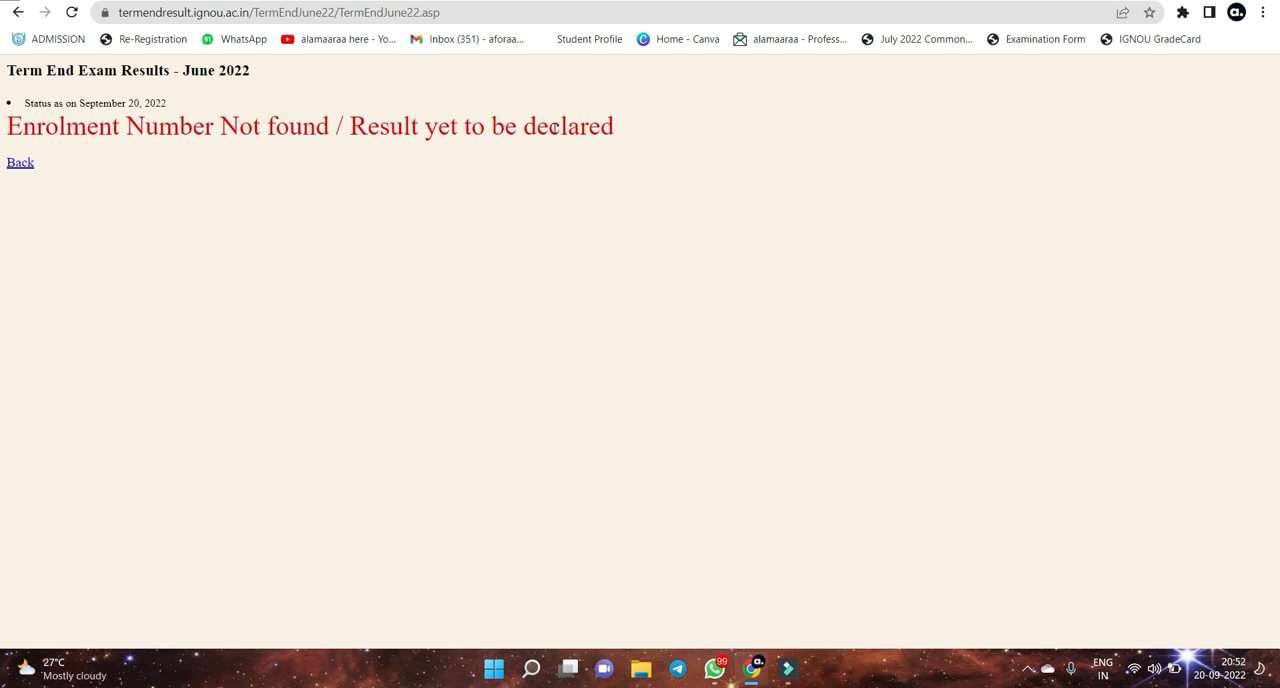 termendresult.ignou.ac.in/TermEndJune22/TermEndJune22.asp
a.
ADMISSION Re-Registration 91 WhatsApp alamaaraa here - Yo... Inbox (351) - aforaa... Student Profile Home - Canva alamaaraa - Profess... July 2022 Common... Examination Form IGNOU GradeCard
Term End Exam Results - June 2022
• Status as on September 20, 2022
Enrolment Number Not found / Result yet to be declared
Back
27°C
Mostly cloudy
99
a.
ENG
IN
20:52
20-09-2022